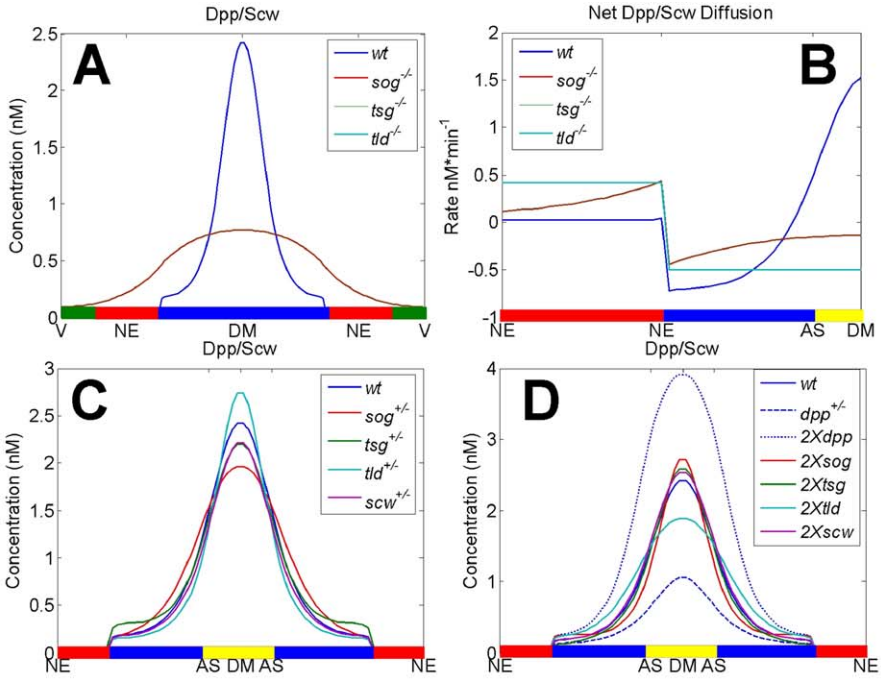 Dpp/Scw
A
Concentration (nM)
2.5
2
1.5
1
0.5
0
wt
sog-/-
tsg-/-
tld-/-
V NE DM NE V
Net Dpp/Scw Diffusion
B
Rate nM*min-1
2
1.5
1
0.5
0
-0.5
-1
wt
sog-/-
tsg-/-
tld-/-
NE NE AS DM
Dpp/Scw
C
Concentration (nM)
3
2.5
2
1.5
1
0.5
0
wt
sog+/-
tsg+/-
tld+/-
scw+/-
NE AS DM AS NE
Dpp/Scw
D
Concentration (nM)
4
3
2
1
0
wt
dpp+/-
2Xdpp
2Xsog
2Xtsg
2Xtld
2Xscw
NE AS DM AS NE